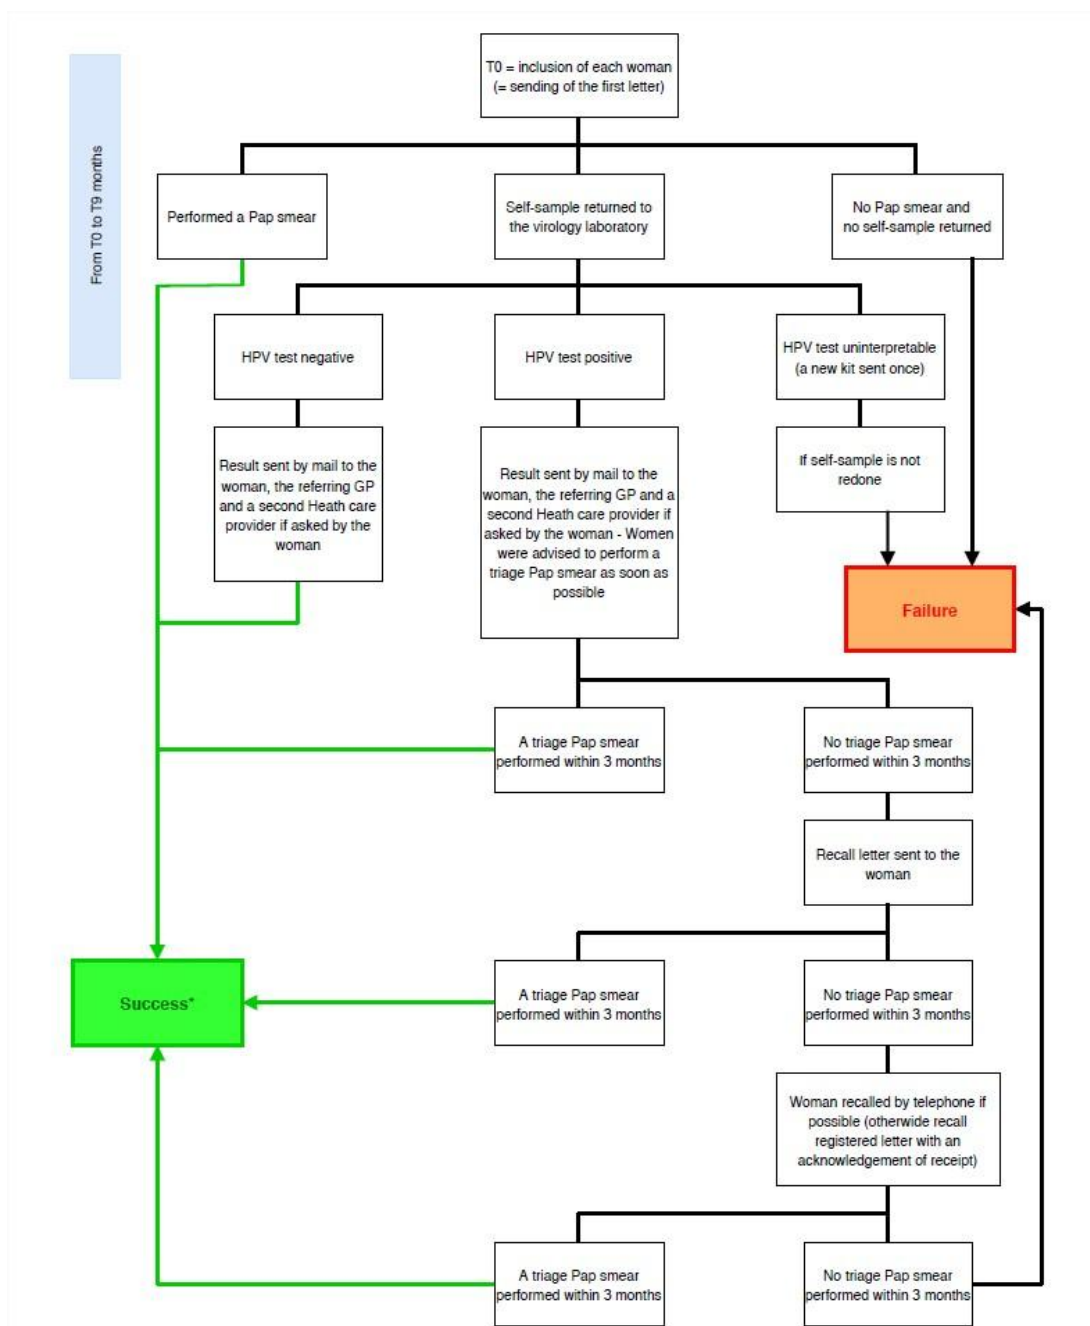 T0 = inclusion of each woman
(= sending of the first letter)
From T0 to T9 months
Performed a Pap smear
Self-sample returned to
the virology laboratory
No Pap smear and
no self-sample returned
HPV test negative
HPV test positive
HPV test uninterpretable
(a new kit sent once)
Result sent by mail to the
woman, the referring GP
and a second Heath care
provider if asked by the
woman
Result sent by mail to the
woman, the referring GP and a
second Heath care provider if
asked by the woman - Women
were advised to perform a
triage Pap smear as soon as
possible
If self-sample is not
redone
Failure
A triage Pap smear
performed within 3 months
No triage Pap smear
performed within 3 months
Recall letter sent to the
woman
Success*
A triage Pap smear
performed within 3 months
No triage Pap smear
performed within 3 months
Woman recalled by telephone if
possible (otherwide recall
registered letter with an
acknowledgement of receipt)
A triage Pap smear
performed within 3 months
No triage Pap smear
performed within 3 months